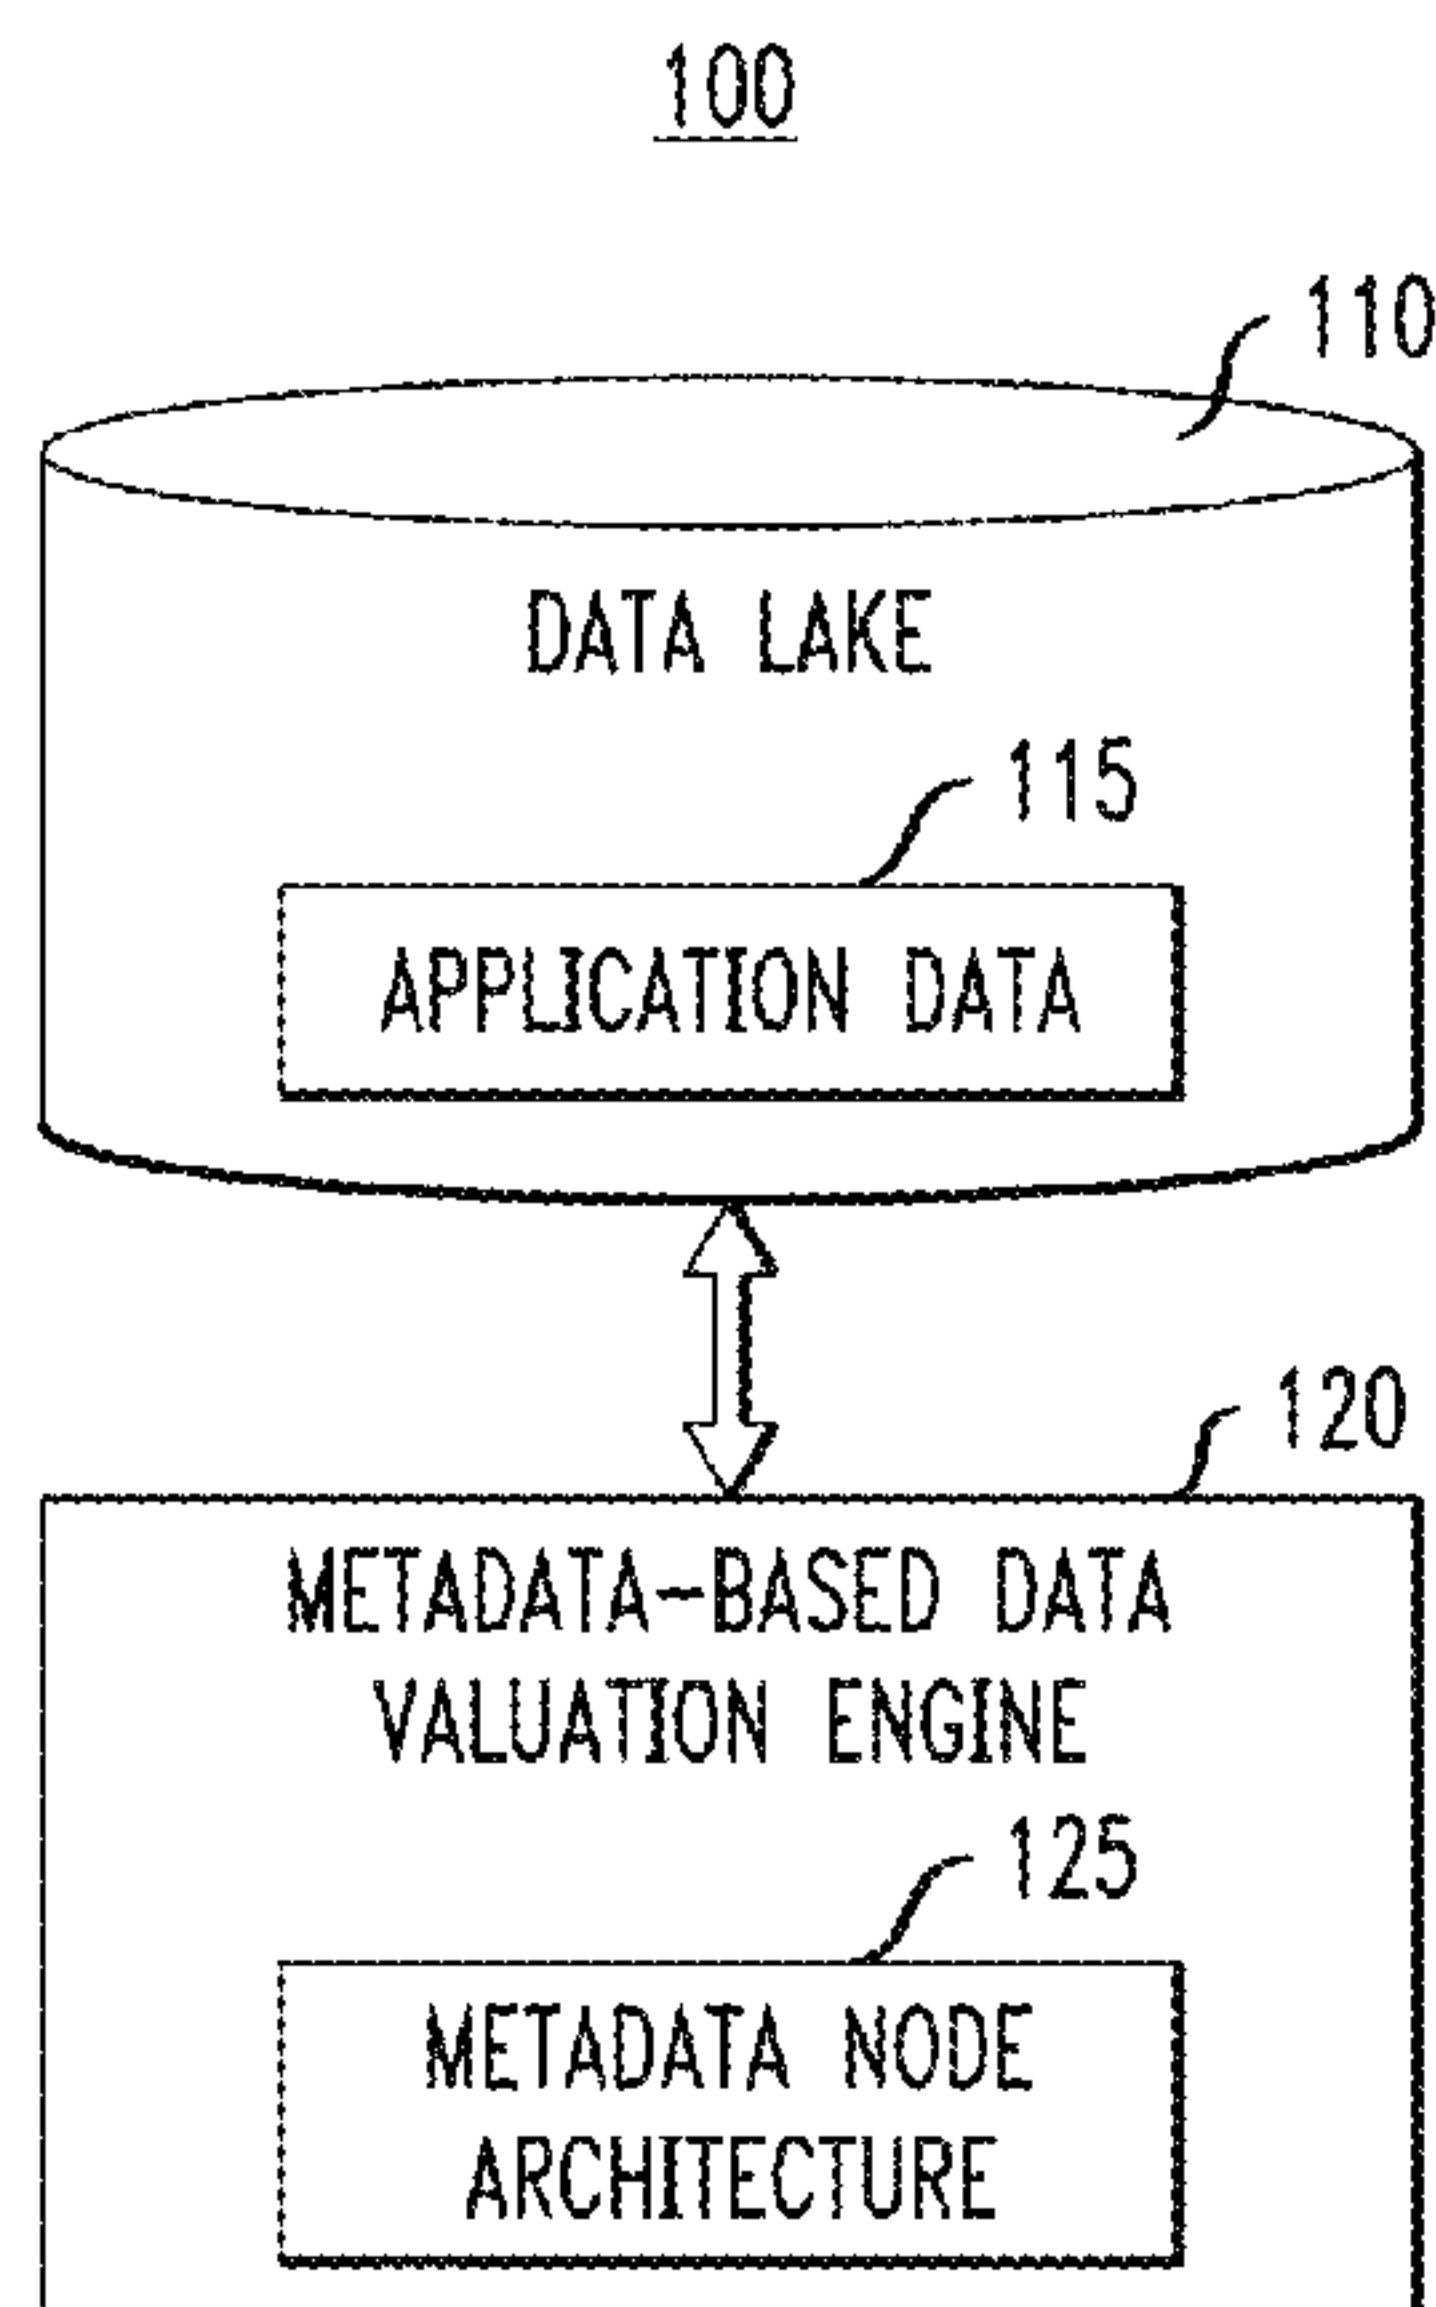 100
110
DATA LAKE
115
APPLICATION DATA
120
METADATA-BASED DATA
VALUATION ENGINE
125
METADATA NODE
ARCHITECTURE